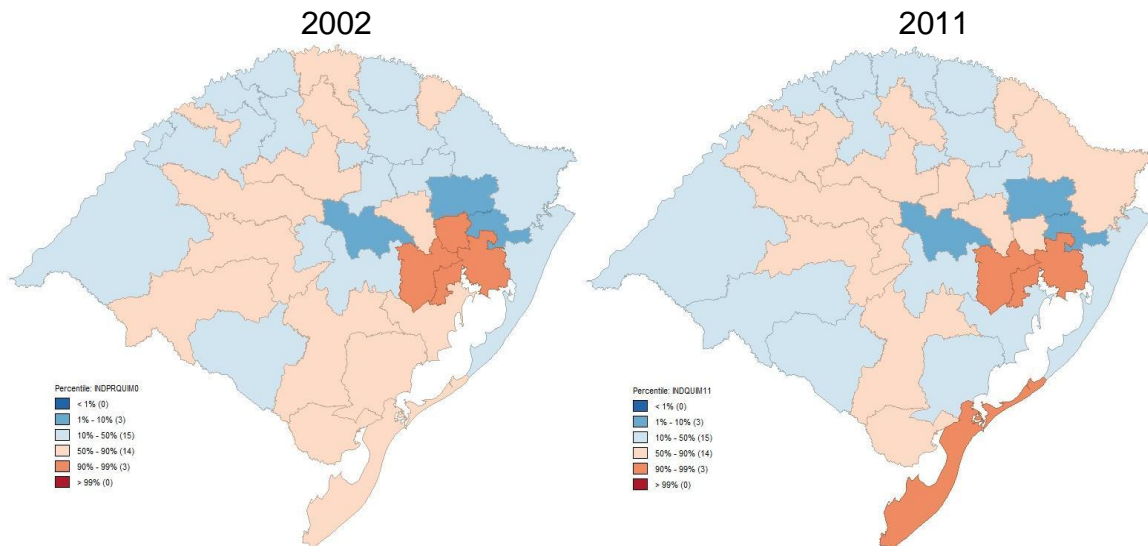 2002
2011
Percentile: INDPRQUIM0
< 1% (0)
1% - 10% (3)
10% - 50% (15)
50% - 90% (14)
90% - 99% (3)
> 99% (0)
Percentile: INDQUIM11
< 1% (0)
1% - 10% (3)
10% - 50% (15)
50% - 90% (14)
90% - 99% (3)
> 99% (0)